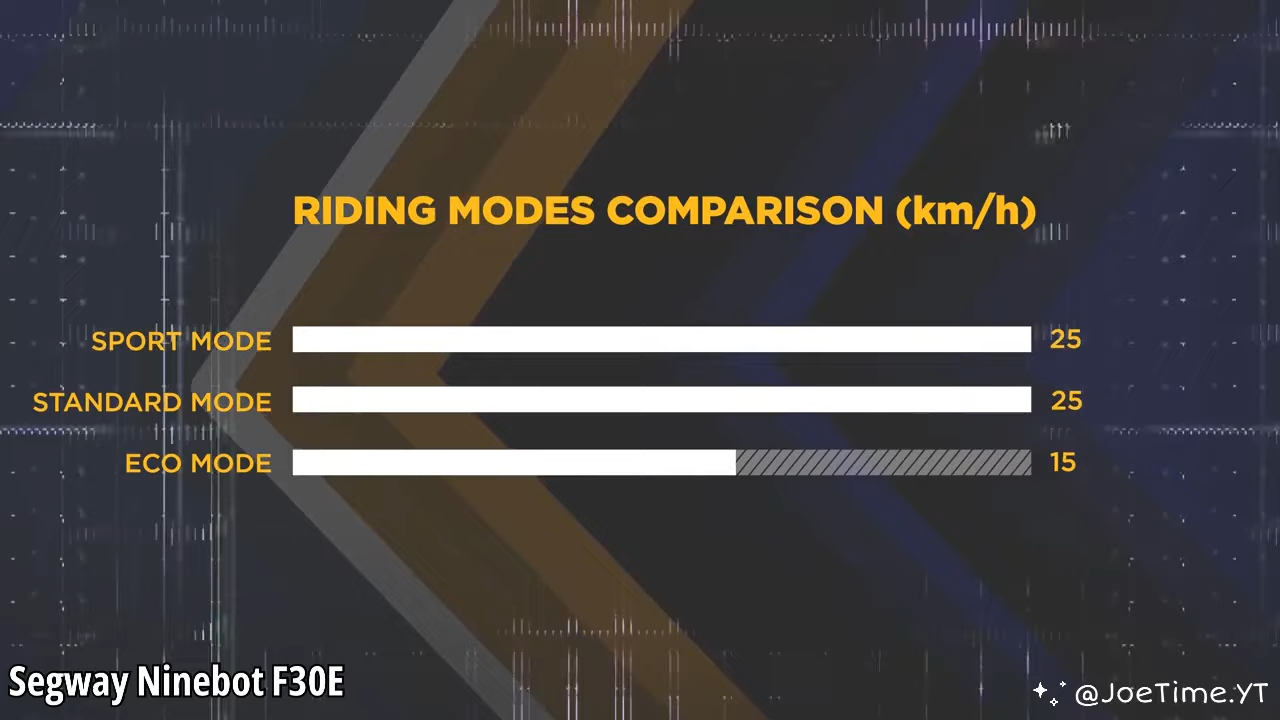 RIDING MODES COMPARISON (km/h)
SPORT MODE 25
STANDARD MODE 25
ECO MODE 15
Segway Ninebot F30E
@JoeTime.YT